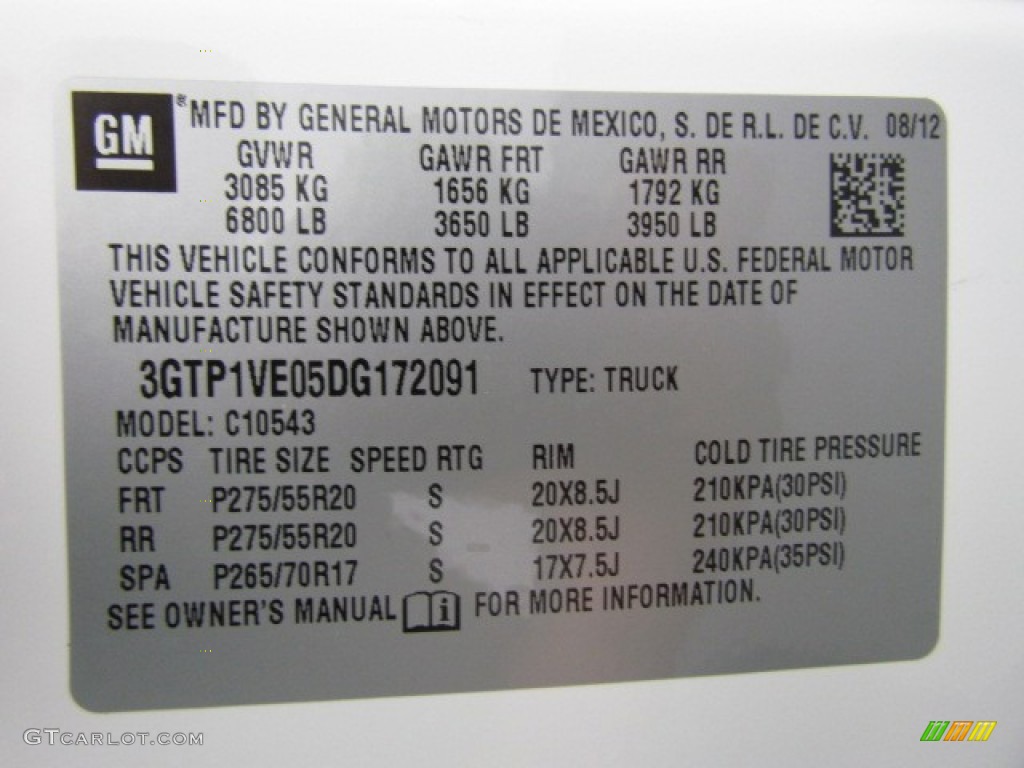 GM ® MFD BY GENERAL MOTORS DE MEXICO, S. DE R.L. DE C.V. 08/12
GVWR GAWR FRT GAWR RR
3085 KG 1656 KG 1792 KG
6800 LB 3650 LB 3950 LB
THIS VEHICLE CONFORMS TO ALL APPLICABLE U.S. FEDERAL MOTOR
VEHICLE SAFETY STANDARDS IN EFFECT ON THE DATE OF
MANUFACTURE SHOWN ABOVE.
3GTP1VE05DG172091 TYPE: TRUCK
MODEL: C10543
CCPS TIRE SIZE SPEED RTG RIM COLD TIRE PRESSURE
FRT P275/55R20 S 20X8.5J 210KPA(30PSI)
RR P275/55R20 S 20X8.5J 210KPA(30PSI)
SPA P265/70R17 S 17X7.5J 240KPA(35PSI)
SEE OWNER'S MANUAL i FOR MORE INFORMATION.
GTCARLOT.COM